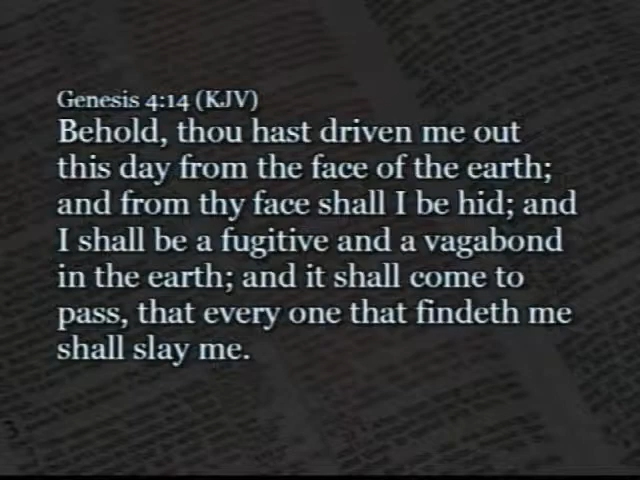 Genesis 4:14 (KJV)
Behold, thou hast driven me out
this day from the face of the earth;
and from thy face shall I be hid; and
I shall be a fugitive and a vagabond
in the earth; and it shall come to
pass, that every one that findeth me
shall slay me.